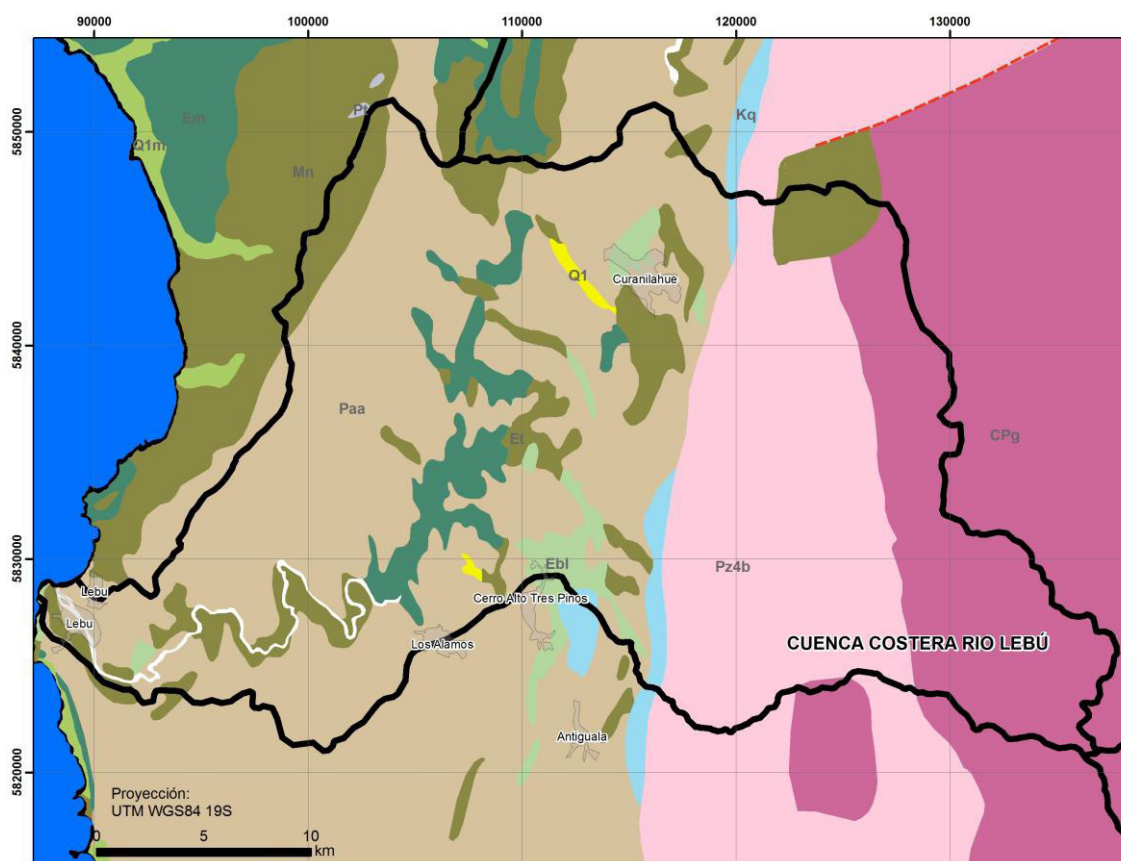 90000
100000
110000
120000
130000
5850000
5840000
5830000
5820000
Em
Q1m
Pt
Mn
Kq
Q1
Curanilahue
Paa
Et
CPg
Ebl
Pz4b
Lebu
Lebu
Cerro Alto Tres Pinos
Los Alamos
CUENCA COSTERA RIO LEBÚ
Antiguala
Proyección:
UTM WGS84 19S
0 5 10
km